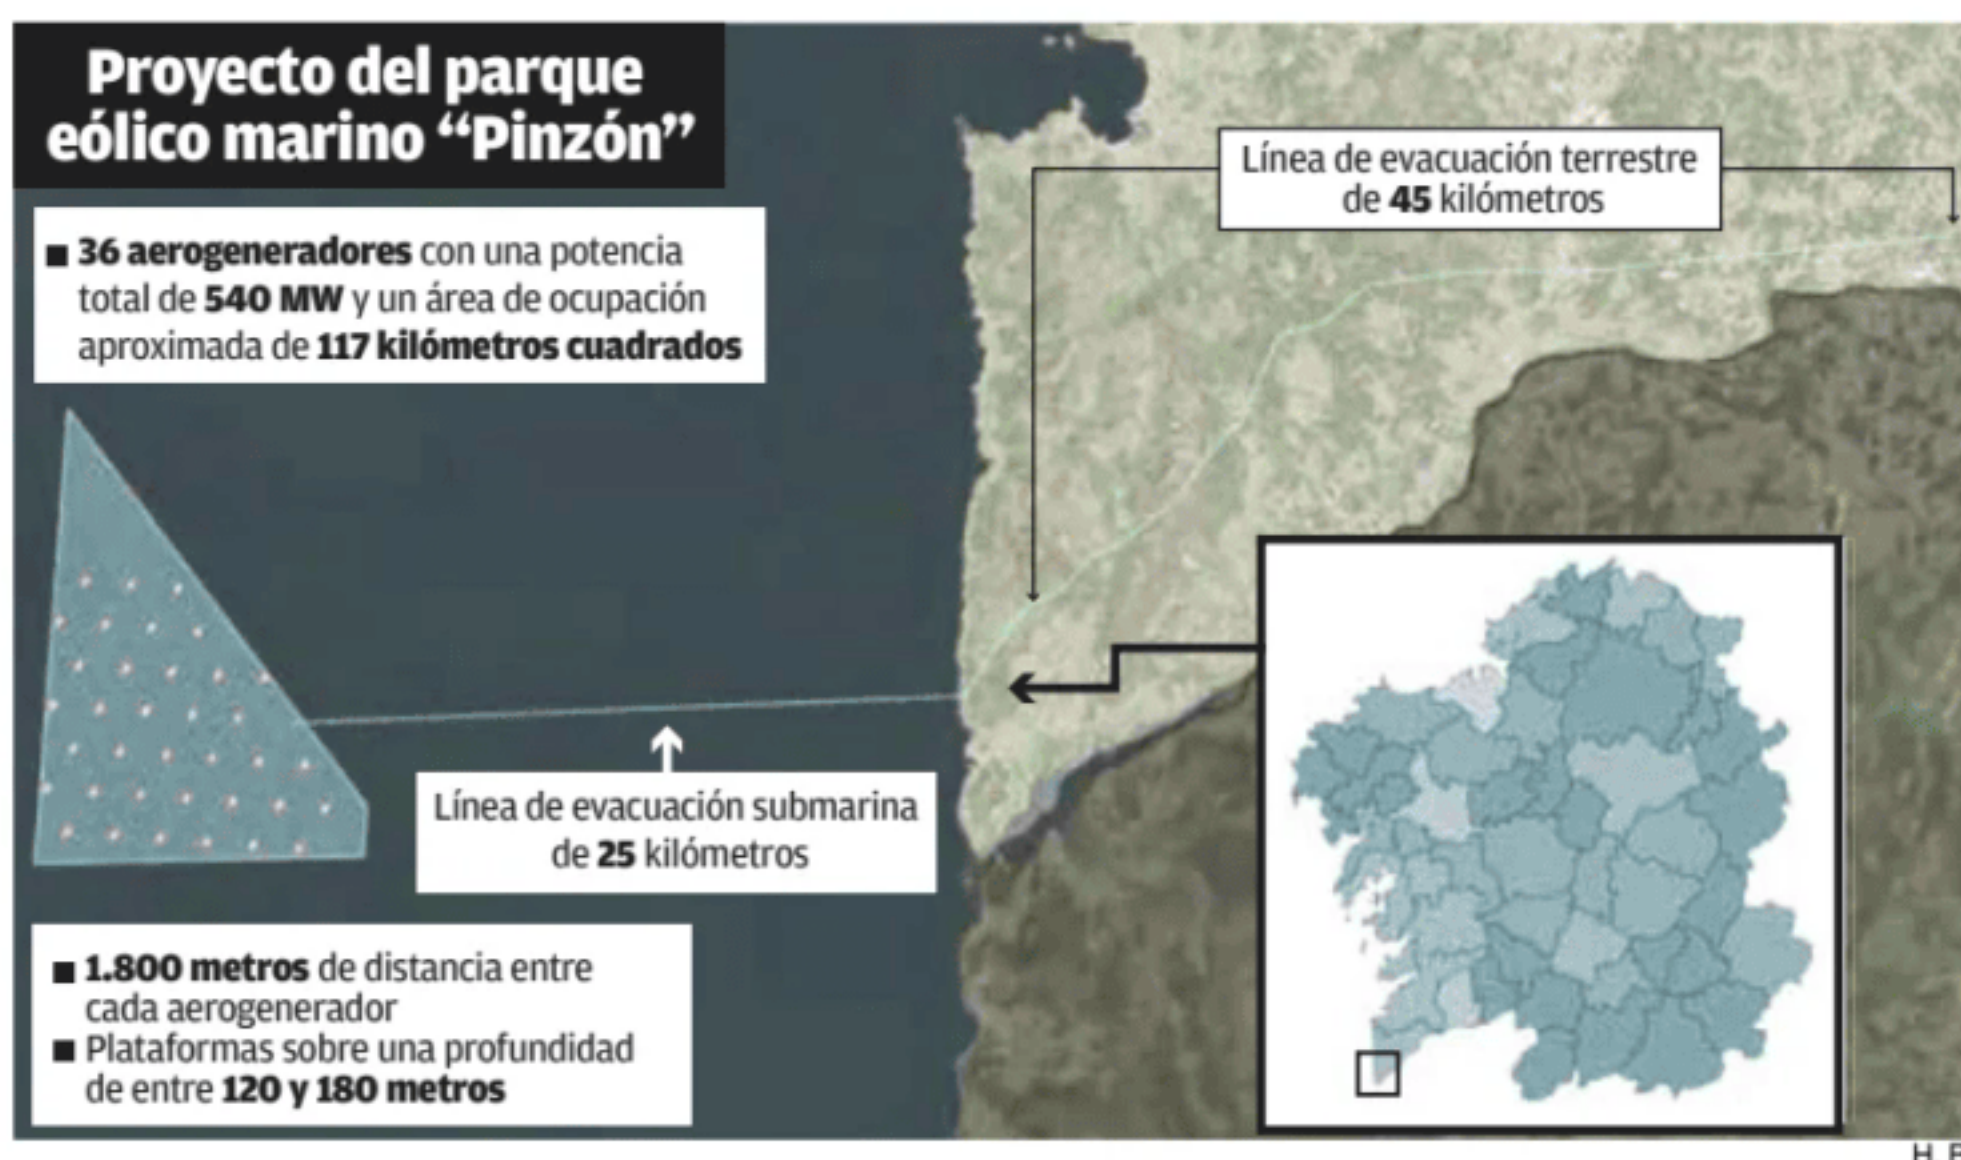 Proyecto del parque
eólico marino “Pinzón”
■ 36 aerogeneradores con una potencia
total de 540 MW y un área de ocupación
aproximada de 117 kilómetros cuadrados
Línea de evacuación terrestre
de 45 kilómetros
Línea de evacuación submarina
de 25 kilómetros
■ 1.800 metros de distancia entre
cada aerogenerador
■ Plataformas sobre una profundidad
de entre 120 y 180 metros